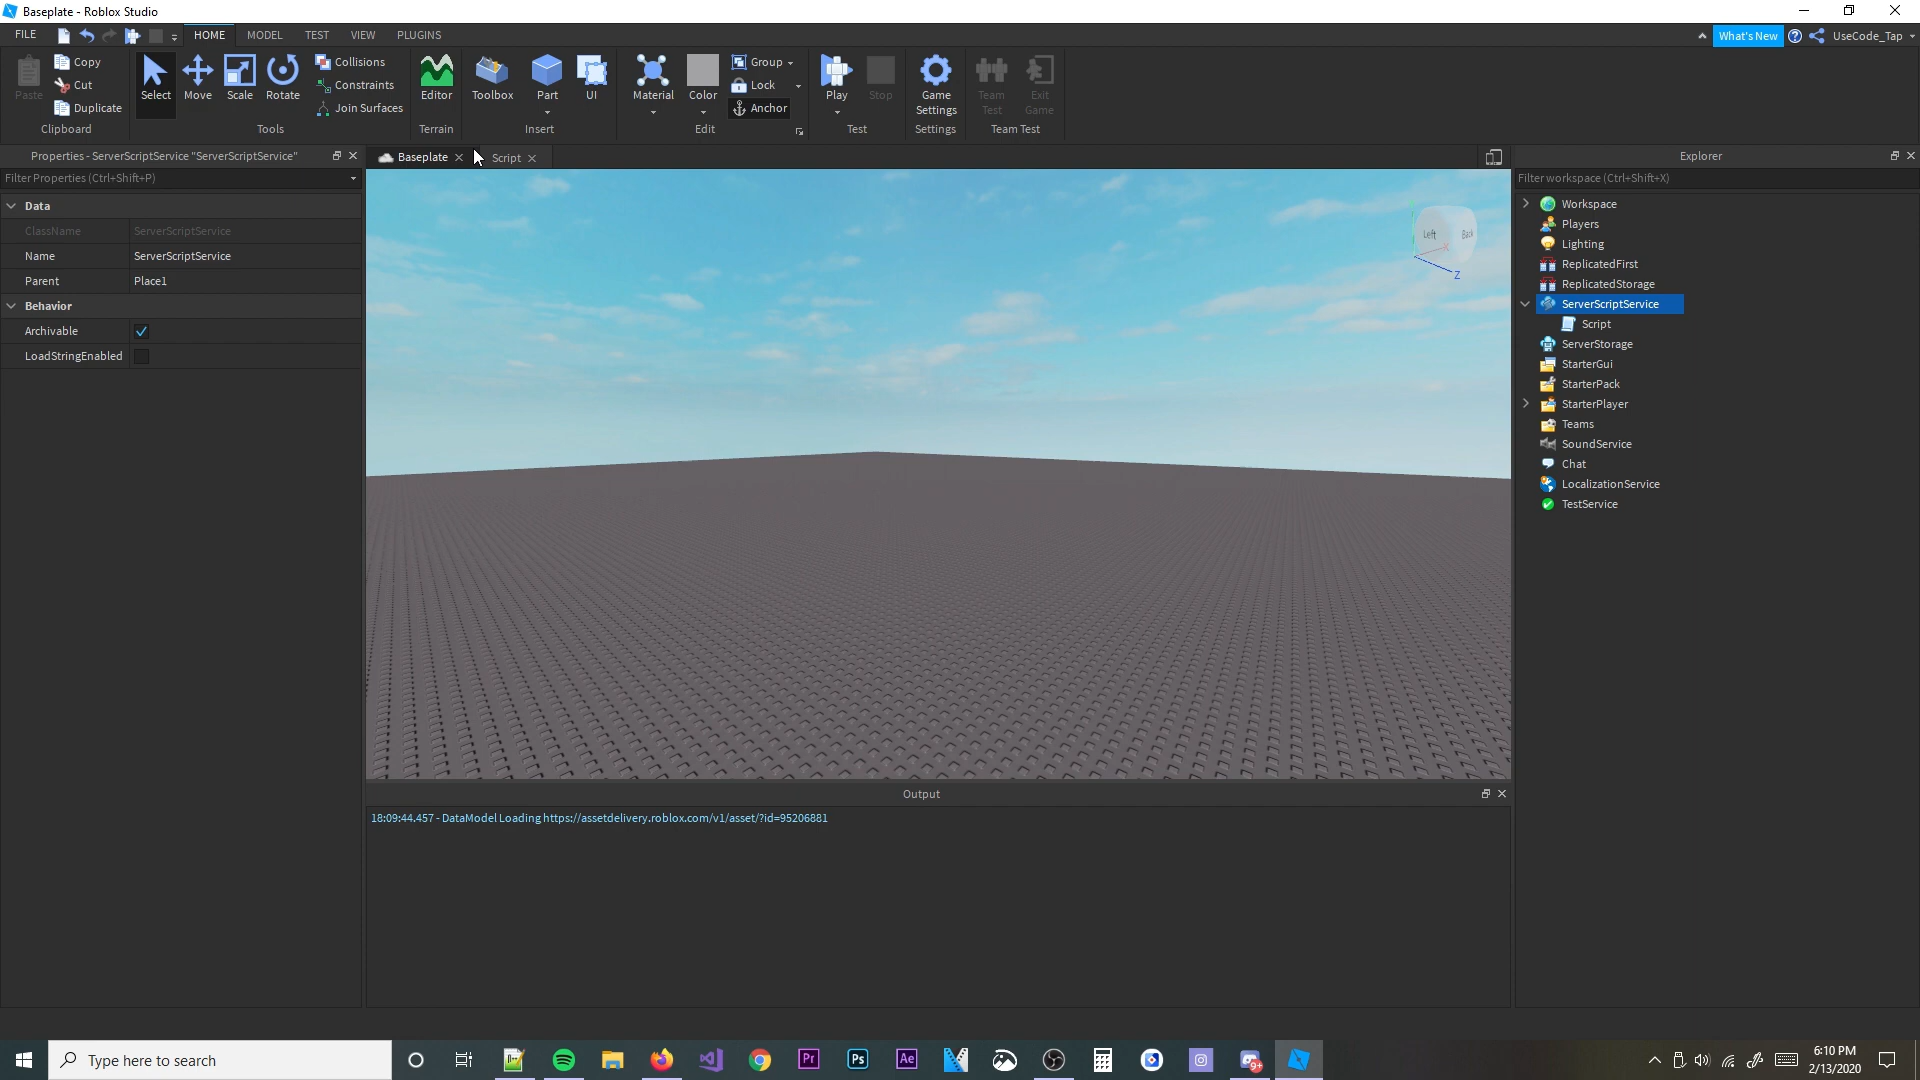 Baseplate - Roblox Studio
FILE HOME MODEL TEST VIEW PLUGINS What's New UseCode_Tap
Paste Copy Cut Duplicate
Clipboard
Select Move Scale Rotate Collisions Constraints Join Surfaces
Tools
Editor
Terrain
Toolbox Part UI
Insert
Material Color Group Lock Anchor
Edit
Play Stop
Test
Game Settings
Settings
Team Test Exit Game
Team Test
Properties - ServerScriptService "ServerScriptService"
Filter Properties (Ctrl+Shift+P)
Data
ClassName ServerScriptService
Name ServerScriptService
Parent Place1
Behavior
Archivable
LoadStringEnabled
Baseplate Script
Left Back
X
Z
Output
18:09:44.457 - DataModel Loading https://assetdelivery.roblox.com/v1/asset/?id=95206881
Explorer
Filter workspace (Ctrl+Shift+X)
Workspace
Players
Lighting
ReplicatedFirst
ReplicatedStorage
ServerScriptService
Script
ServerStorage
StarterGui
StarterPack
StarterPlayer
Teams
SoundService
Chat
LocalizationService
TestService
Type here to search
Pr Ps Ae
9+
6:10 PM
2/13/2020